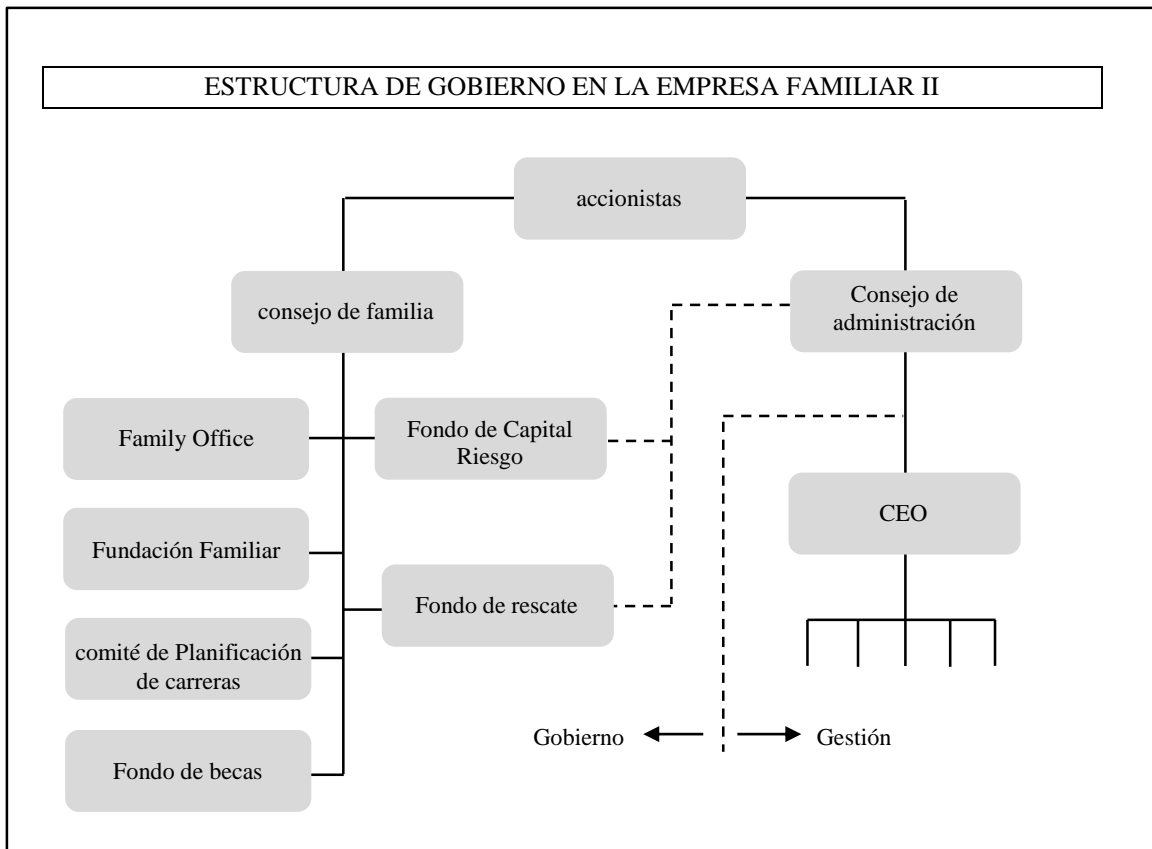 ESTRUCTURA DE GOBIERNO EN LA EMPRESA FAMILIAR II
accionistas
consejo de familia
Consejo de
administración
Family Office
Fondo de Capital
Riesgo
CEO
Fundación Familiar
Fondo de rescate
comité de Planificación
de carreras
Gobierno
Gestión
Fondo de becas